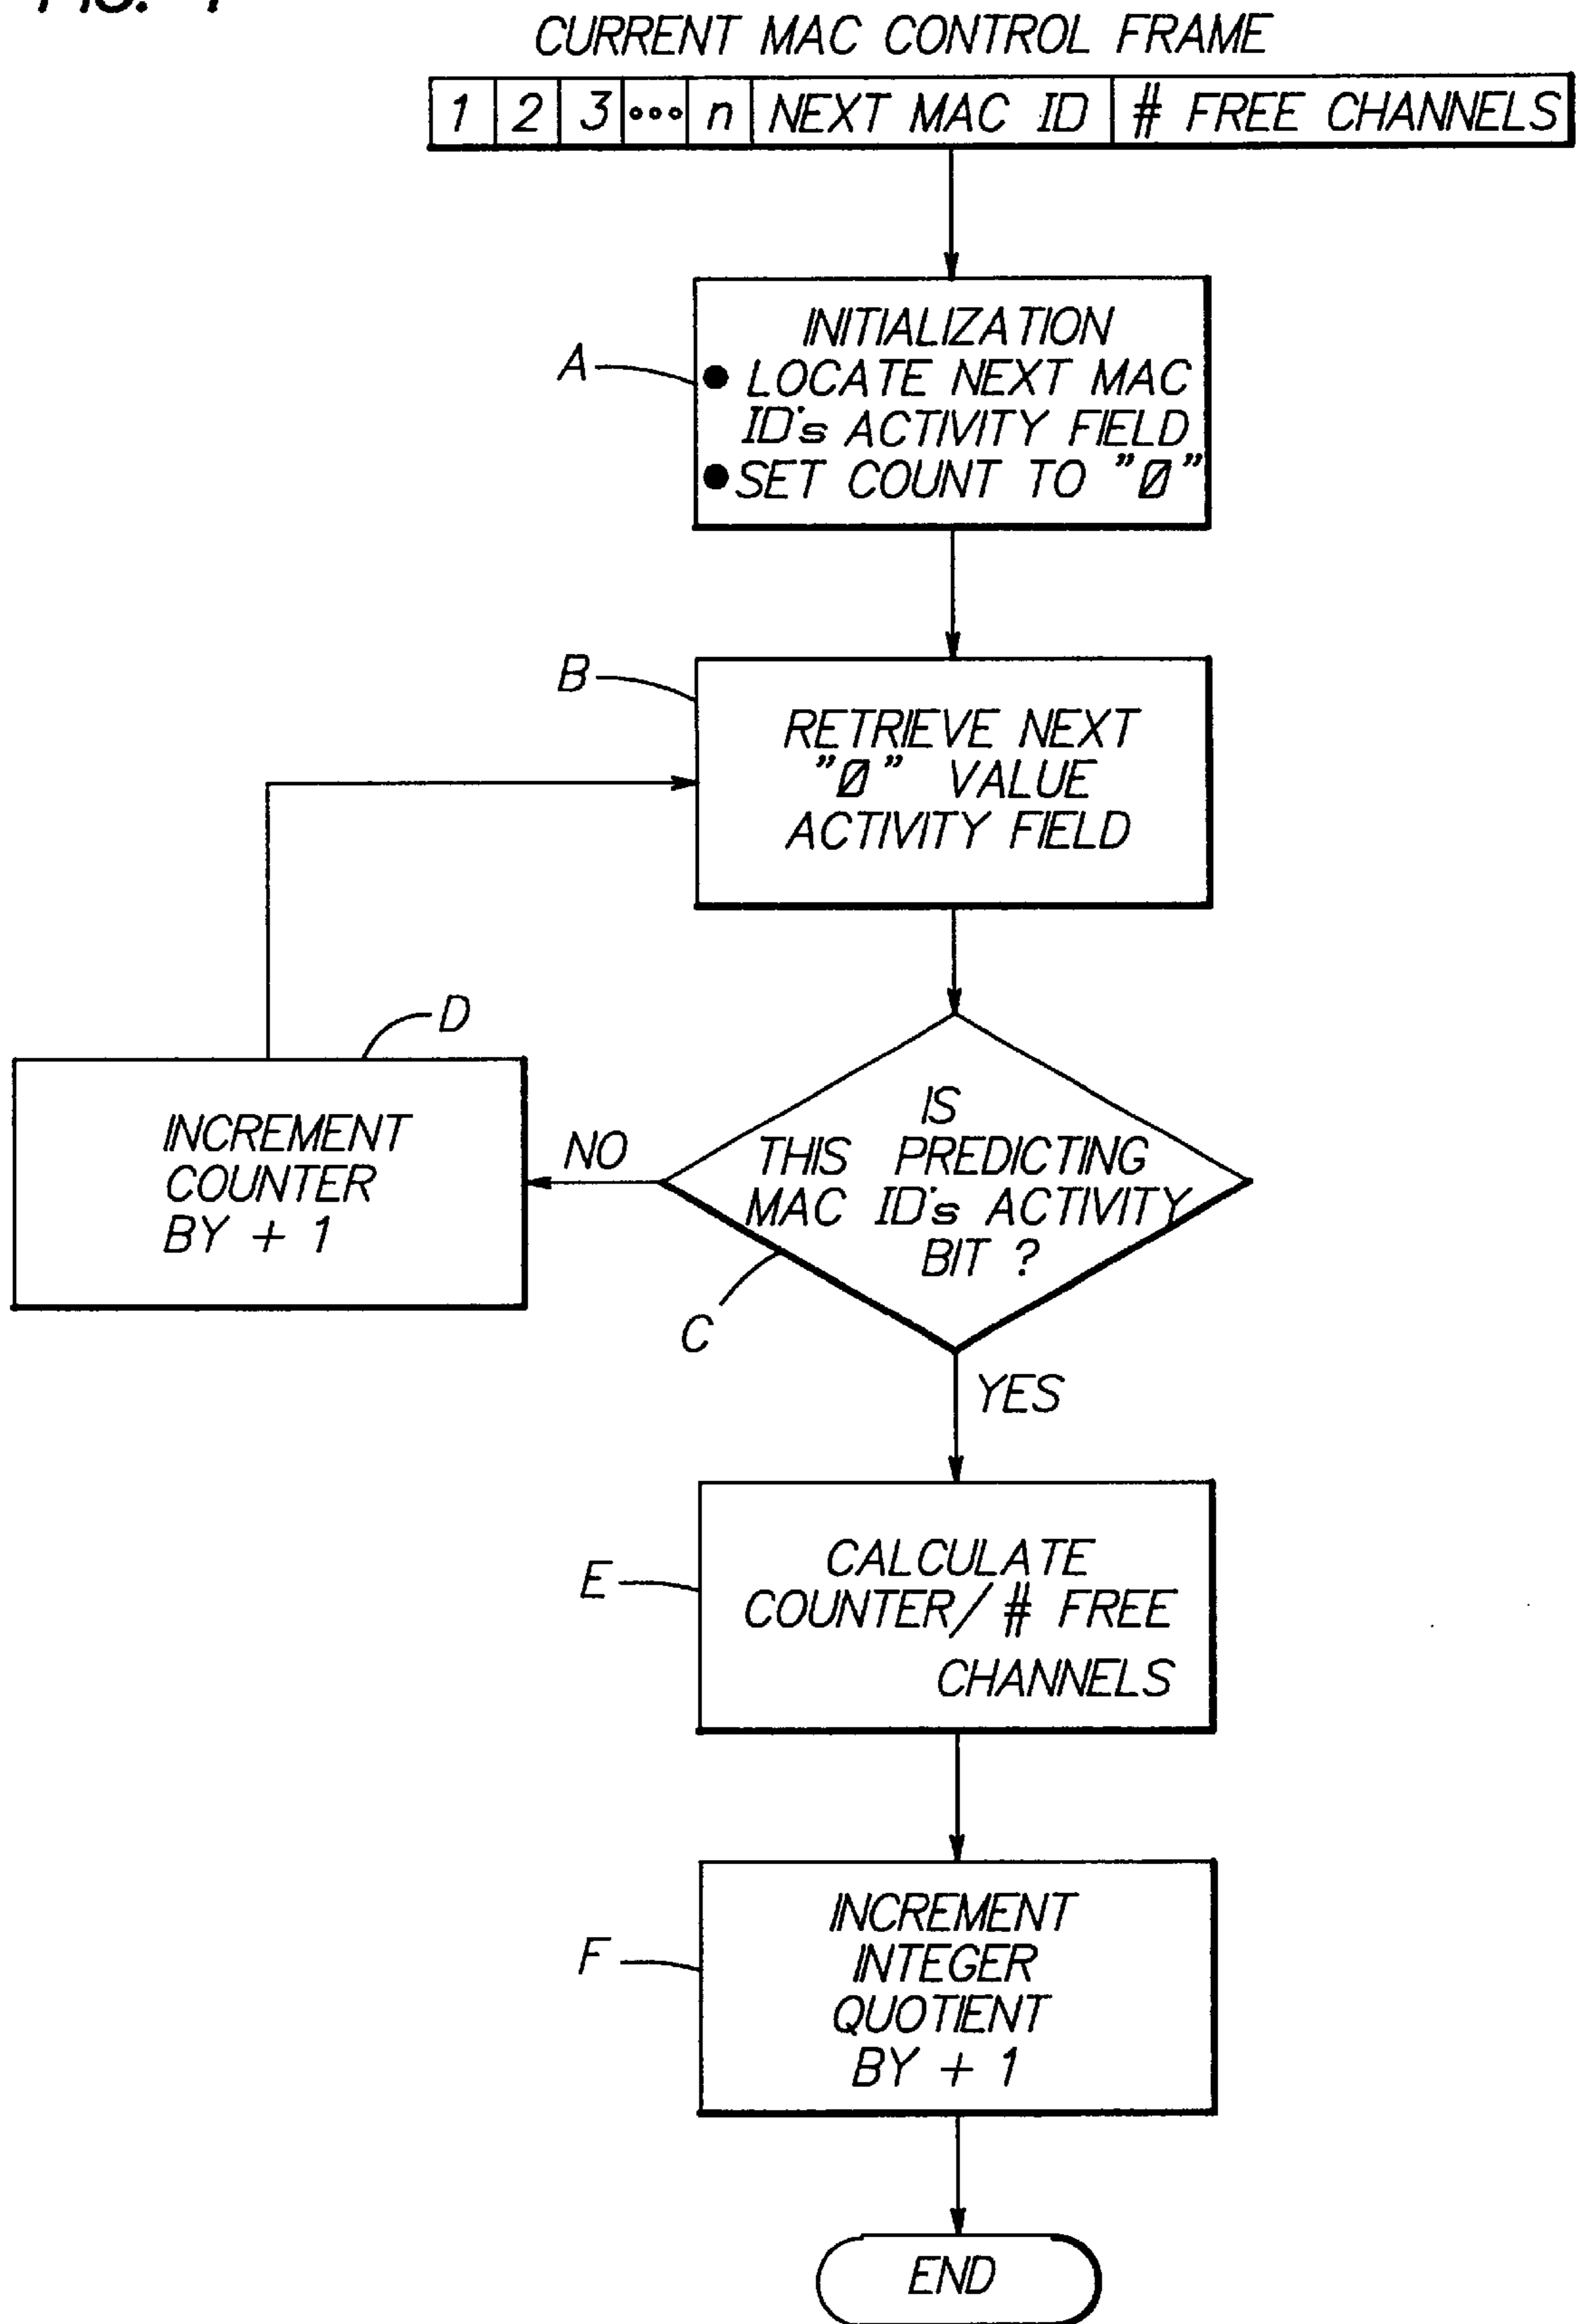 CURRENT MAC CONTROL FRAME
1 2 3 ... n NEXT MAC ID # FREE CHANNELS
INITIALIZATION
A
● LOCATE NEXT MAC
ID's ACTIVITY FIELD
● SET COUNT TO "0"
B
RETRIEVE NEXT
"0" VALUE
ACTIVITY FIELD
D
INCREMENT
COUNTER
BY + 1
NO
IS
THIS PREDICTING
MAC ID's ACTIVITY
BIT ?
C
YES
E
CALCULATE
COUNTER/# FREE
CHANNELS
F
INCREMENT
INTEGER
QUOTIENT
BY + 1
END